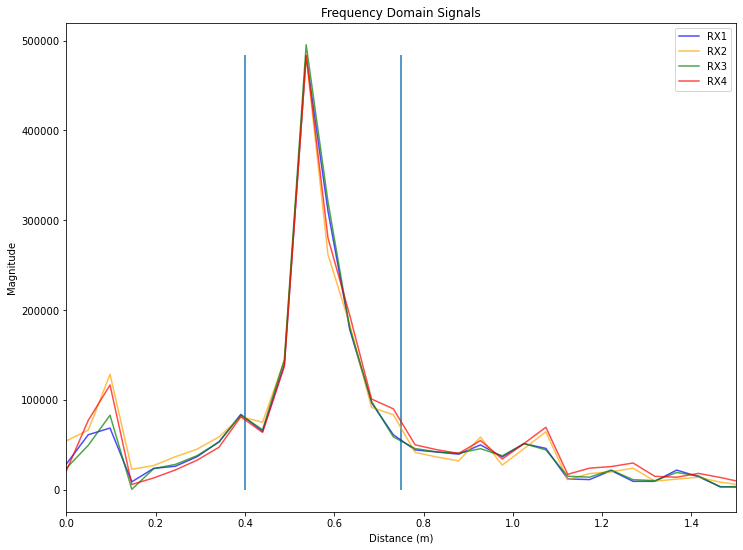 Frequency Domain Signals
RX1
RX2
RX3
RX4
500000
400000
300000
200000
100000
0
Magnitude
0.0 0.2 0.4 0.6 0.8 1.0 1.2 1.4
Distance (m)